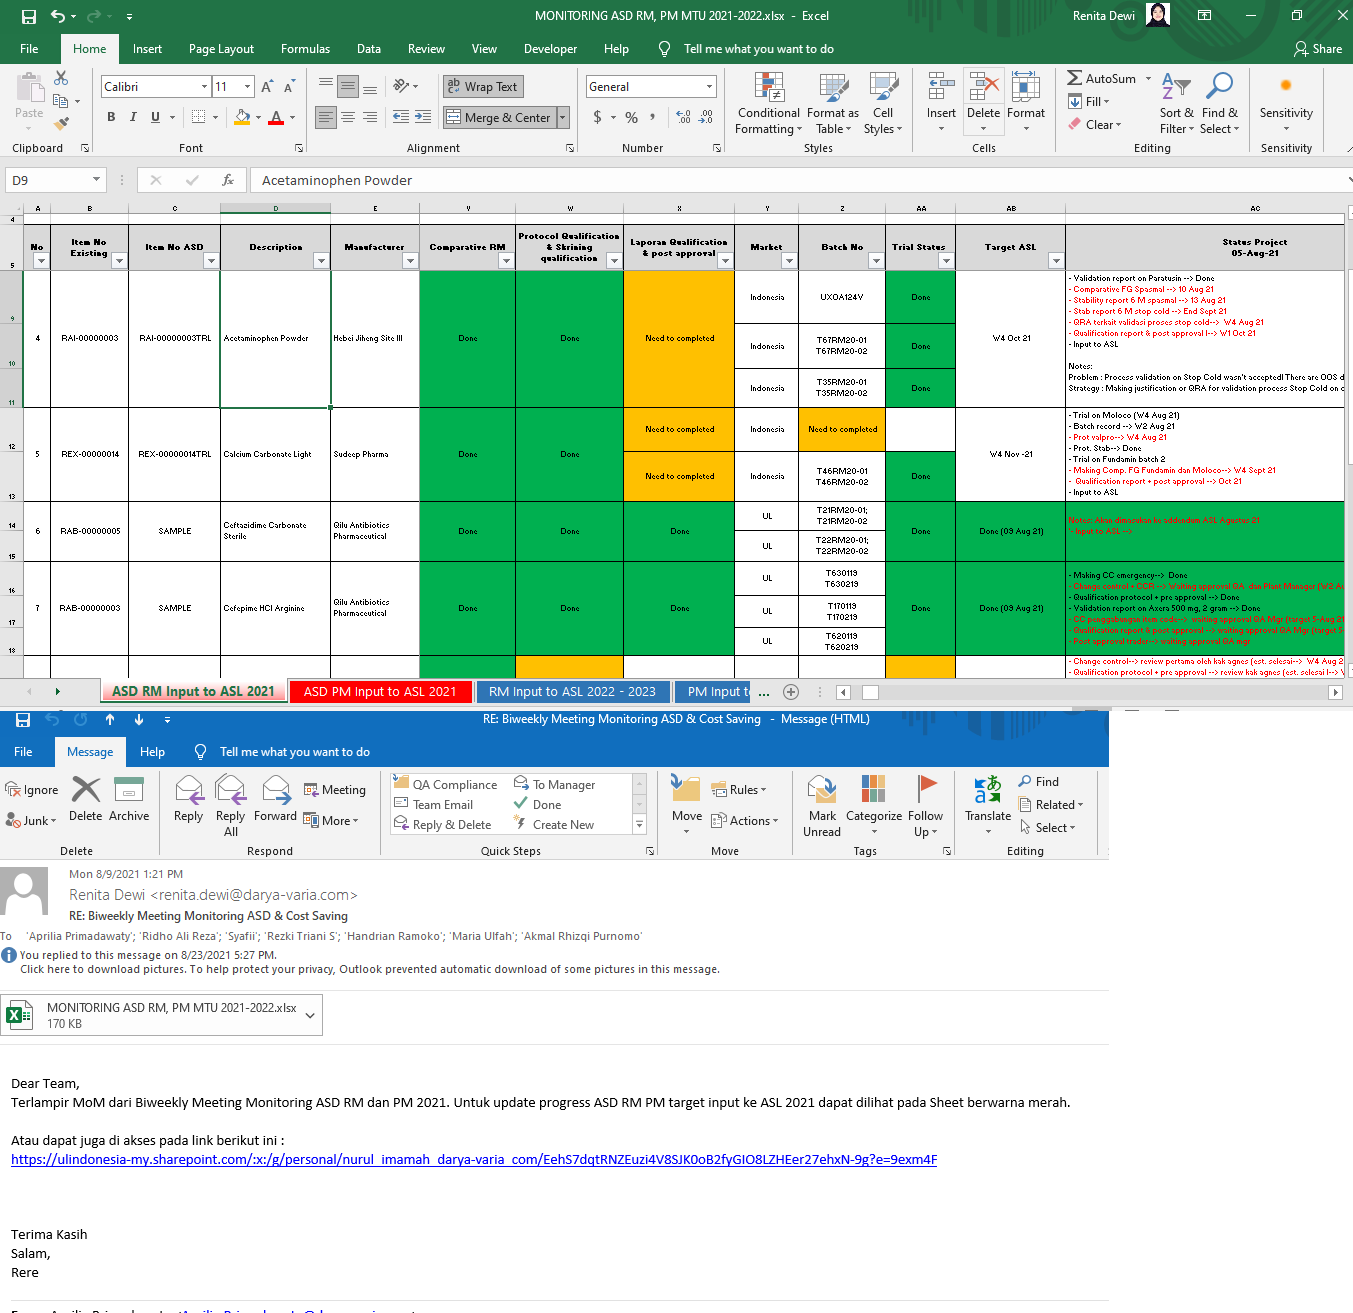 MONITORING ASD RM, PM MTU 2021-2022.xlsx - Excel
Renita Dewi
File Home Insert Page Layout Formulas Data Review View Developer Help Tell me what you want to do Share
Paste
Calibri 11
Wrap Text
Merge & Center
General
Conditional Formatting
Format as Table
Cell Styles
Insert Delete Format
AutoSum
Fill
Clear
Sort & Filter
Find & Select
Sensitivity
Clipboard Font Alignment Number Styles Cells Editing Sensitivity
D9 fx Acetaminophen Powder
A B C D E V W X Y Z AA AB AC
No Item No Existing Item No ASD Description Manufacturer Comparative RM Protocol Qualification & Skrining qualification Laporan Qualification & post approval Market Batch No Trial Status Target ASL Status Project 05-Aug-21
4 RAI-00000003 RAI-00000003TRL Acetaminophen Powder Hebei Jiheng Site III Done Done Need to completed W4 Oct 21
Indonesia UXOA124V Done
Indonesia T67RM20-01 T67RM20-02 Done
Indonesia T35RM20-01 T35RM20-02 Done
- Validation report on Paratusin --> Done
- Comparative FG Spasmal --> 10 Aug 21
- Stability report 6 M spasmal --> 13 Aug 21
- Stab report 6 M stop cold --> End Sept 21
- QRA terkait validasi proses stop cold--> W4 Aug 21
- Qualification report & post approval I--> W1 Oct 21
- Input to ASL
Notes:
Problem : Process validation on Stop Cold wasn't accepted! There are OOS d
Strategy : Making justification or QRA for validation process Stop Cold on
5 REX-00000014 REX-00000014TRL Calcium Carbonate Light Sudeep Pharma Done Done W4 Nov -21
Need to completed Indonesia Need to completed
Need to completed Indonesia T46RM20-01 T46RM20-02 Done
- Trial on Moloco (W4 Aug 21)
- Batch record --> W2 Aug 21
- Prot valpro--> W4 Aug 21
- Prot. Stab--> Done
- Trial on Fundamin batch 2
- Making Comp. FG Fundamin dan Moloco--> W4 Sept 21
- Qualification report + post approval --> Oct 21
- Input to ASL
6 RAB-00000005 SAMPLE Ceftazidime Carbonate Sterile Qilu Antibiotics Pharmaceutical Done Done Done Done Done (09 Aug 21)
UL T21RM20-01; T21RM20-02
UL T22RM20-01; T22RM20-02
Notes: Akan dimasukan ke addendum ASL Agustus 21
- Input to ASL -->
7 RAB-00000003 SAMPLE Cefepime HCl Arginine Qilu Antibiotics Pharmaceutical Done Done Done Done Done (09 Aug 21)
UL T630119 T630219
UL T170119 T170219
UL T620119 T620219
- Making CC emergency--> Done
- Change control + CCR --> Waiting approval QA dan Plant Manager (W2 A
- Qualification protocol + pre approval --> Done
- Validation report on Axera 500 mg, 2 gram --> Done
- CC penggabungan item code--> waiting approval QA Mgr (target 5-Aug 21
- Qualification report & post approval --> waiting approval QA Mgr (target 5-
- Post approval trader--> waiting approval QA mgr
- Change control--> review pertama oleh kak agnes (est. selesai--> W4 Aug 2
- Qualification protocol + pre approval --> review kak agnes (est. selesai
ASD RM Input to ASL 2021 ASD PM Input to ASL 2021 RM Input to ASL 2022 - 2023 PM Input t ...
RE: Biweekly Meeting Monitoring ASD & Cost Saving - Message (HTML)
File Message Help Tell me what you want to do
Ignore
Junk
Delete Archive
Reply Reply All Forward
Meeting
More
QA Compliance To Manager
Team Email Done
Reply & Delete Create New
Move
Rules
Actions
Mark Unread Categorize Follow Up
Translate
Find
Related
Select
Delete Respond Quick Steps Move Tags Editing
Mon 8/9/2021 1:21 PM
Renita Dewi <renita.dewi@darya-varia.com>
RE: Biweekly Meeting Monitoring ASD & Cost Saving
To 'Aprilia Primadawaty'; 'Ridho Ali Reza'; 'Syafii'; 'Rezki Triani S'; 'Handrian Ramoko'; 'Maria Ulfah'; 'Akmal Rhizqi Purnomo'
You replied to this message on 8/23/2021 5:27 PM.
Click here to download pictures. To help protect your privacy, Outlook prevented automatic download of some pictures in this message.
MONITORING ASD RM, PM MTU 2021-2022.xlsx
170 KB
Dear Team,
Terlampir MoM dari Biweekly Meeting Monitoring ASD RM dan PM 2021. Untuk update progress ASD RM PM target input ke ASL 2021 dapat dilihat pada Sheet berwarna merah.
Atau dapat juga di akses pada link berikut ini :
https://ulindonesia-my.sharepoint.com/:x:/g/personal/nurul_imamah_darya-varia_com/EehS7dqtRNZEuzi4V8SJK0oB2fyGIO8LZHEer27ehxN-9g?e=9exm4F
Terima Kasih
Salam,
Rere